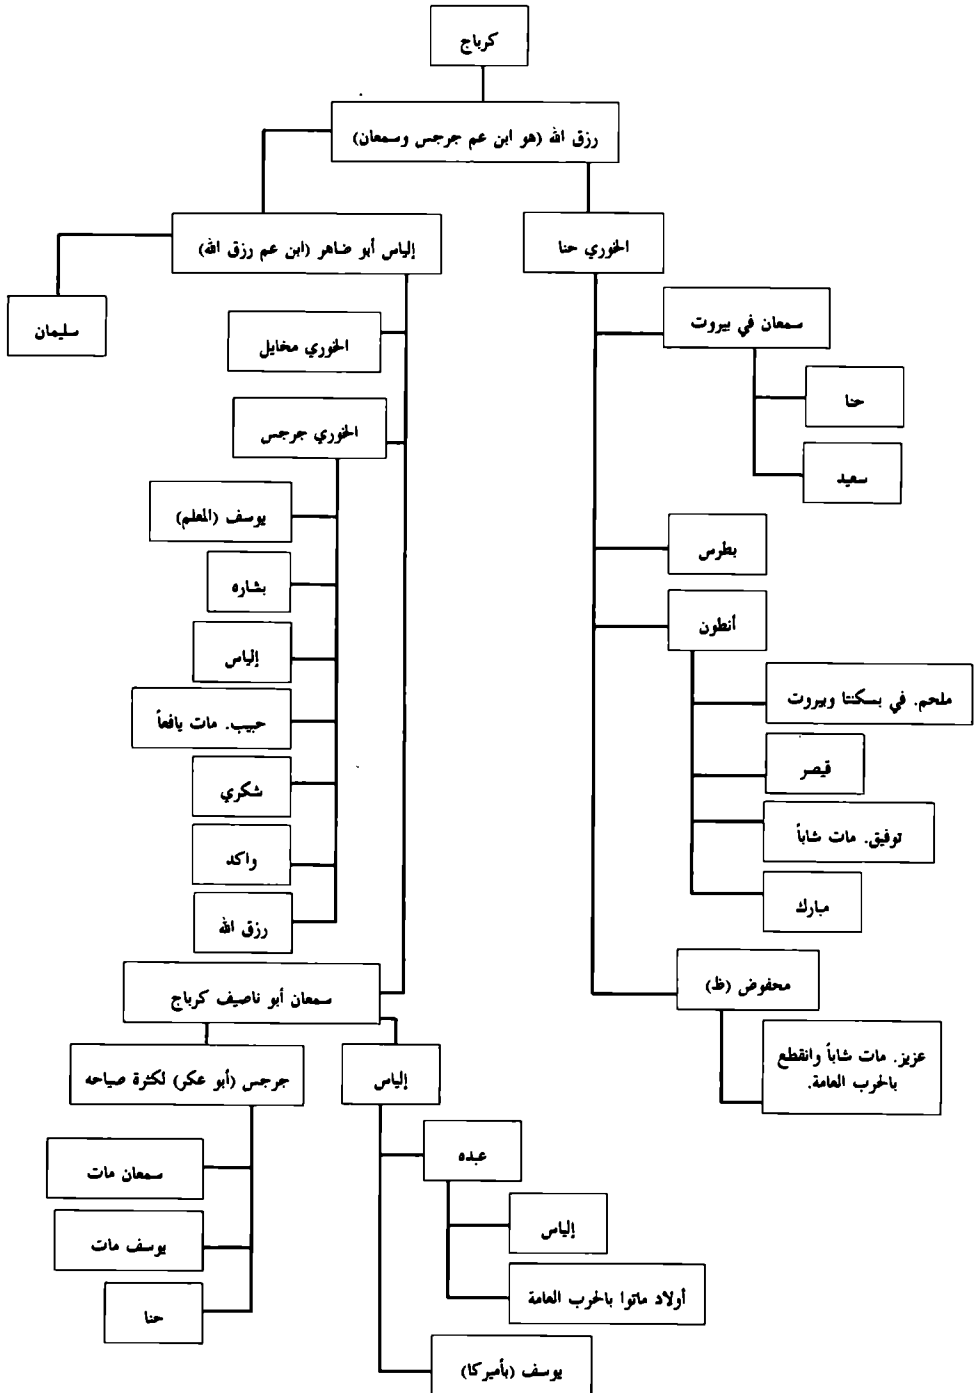 كرباج
رزق الله (هو ابن عم جرجس وسمعان)
الخوري حنا
إلياس أبو ضاهر (ابن عم رزق الله)
سليمان
سمعان في بيروت
حنا
سعيد
بطرس
أنطون
ملحم. في بسكنتا وبيروت
قيصر
توفيق. مات شاباً
مبارك
محفوض (ظ)
عزيز. مات شاباً وانقطع
بالحرب العامة.
الخوري مخايل
الخوري جرجس
يوسف (المعلم)
بشاره
إلياس
حبيب. مات يافعاً
شكري
واكد
رزق الله
سمعان أبو ناصيف كرباج
إلياس
عبده
إلياس
أولاد ماتوا بالحرب العامة
يوسف (بأميركا)
جرجس (أبو عكر) لكثرة صياحه
سمعان مات
يوسف مات
حنا